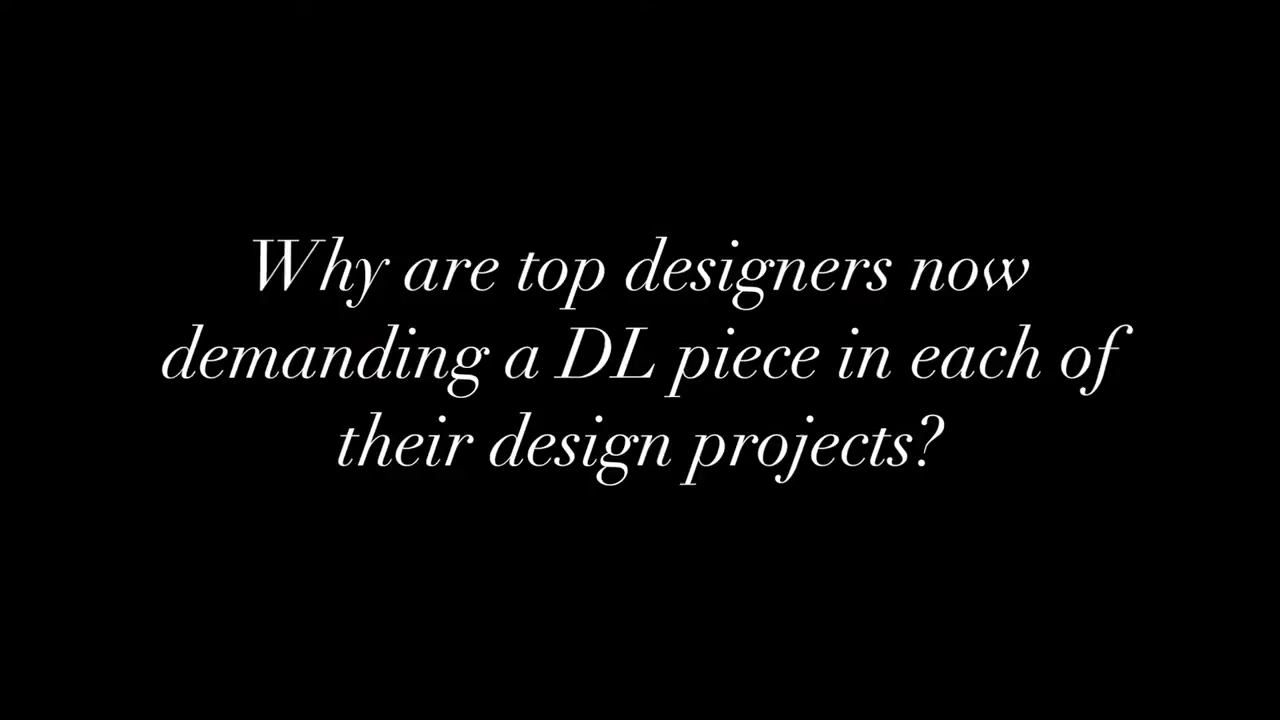 Why are top designers now
demanding a DL piece in each of
their design projects?